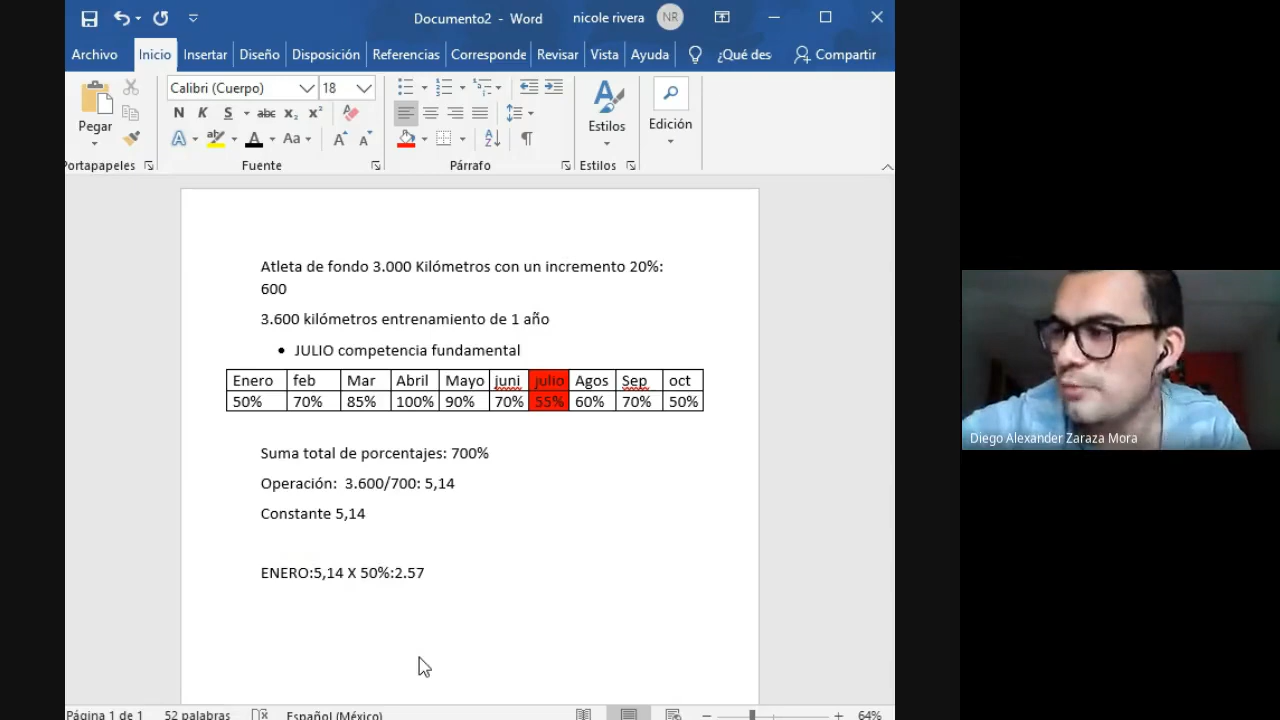 Documento2 - Word
nicole rivera
NR
Archivo Inicio Insertar Diseño Disposición Referencias Corresponde Revisar Vista Ayuda ¿Qué des Compartir
Calibri (Cuerpo) 18
Pegar
N K S abc x₂ x²
A A Aa A A
Estilos
Edición
Portapapeles Fuente Párrafo Estilos
Atleta de fondo 3.000 Kilómetros con un incremento 20%:
600
3.600 kilómetros entrenamiento de 1 año
• JULIO competencia fundamental
Enero feb Mar Abril Mayo juni julio Agos Sep oct
50% 70% 85% 100% 90% 70% 55% 60% 70% 50%
Suma total de porcentajes: 700%
Operación: 3.600/700: 5,14
Constante 5,14
ENERO:5,14 X 50%:2.57
Página 1 de 1 52 palabras Español (México) 64%
Diego Alexander Zaraza Mora